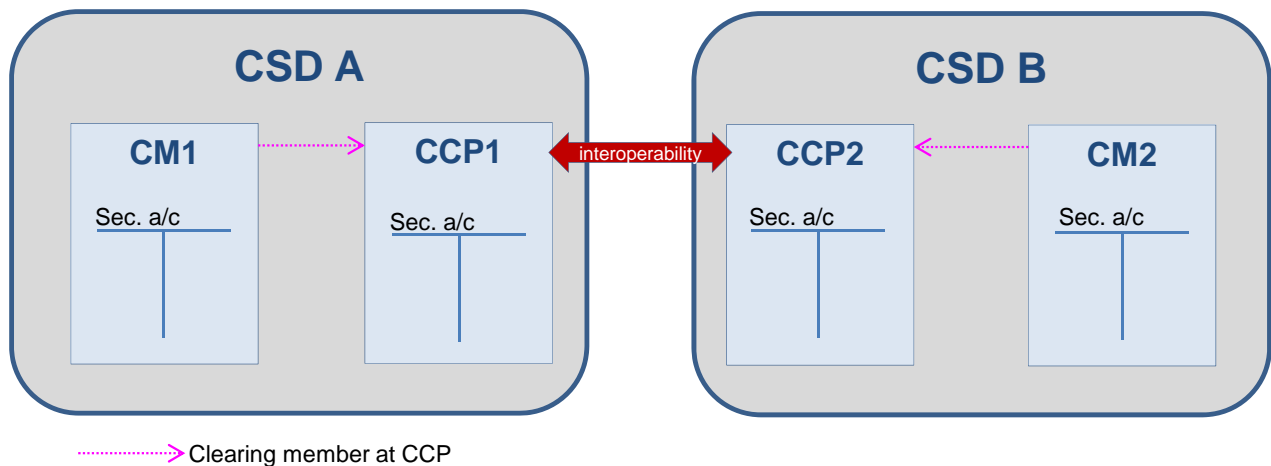 CSD A
CSD B
CM1
CCP1
interoperability
CCP2
CM2
Sec. a/c
Sec. a/c
Sec. a/c
Sec. a/c
Clearing member at CCP